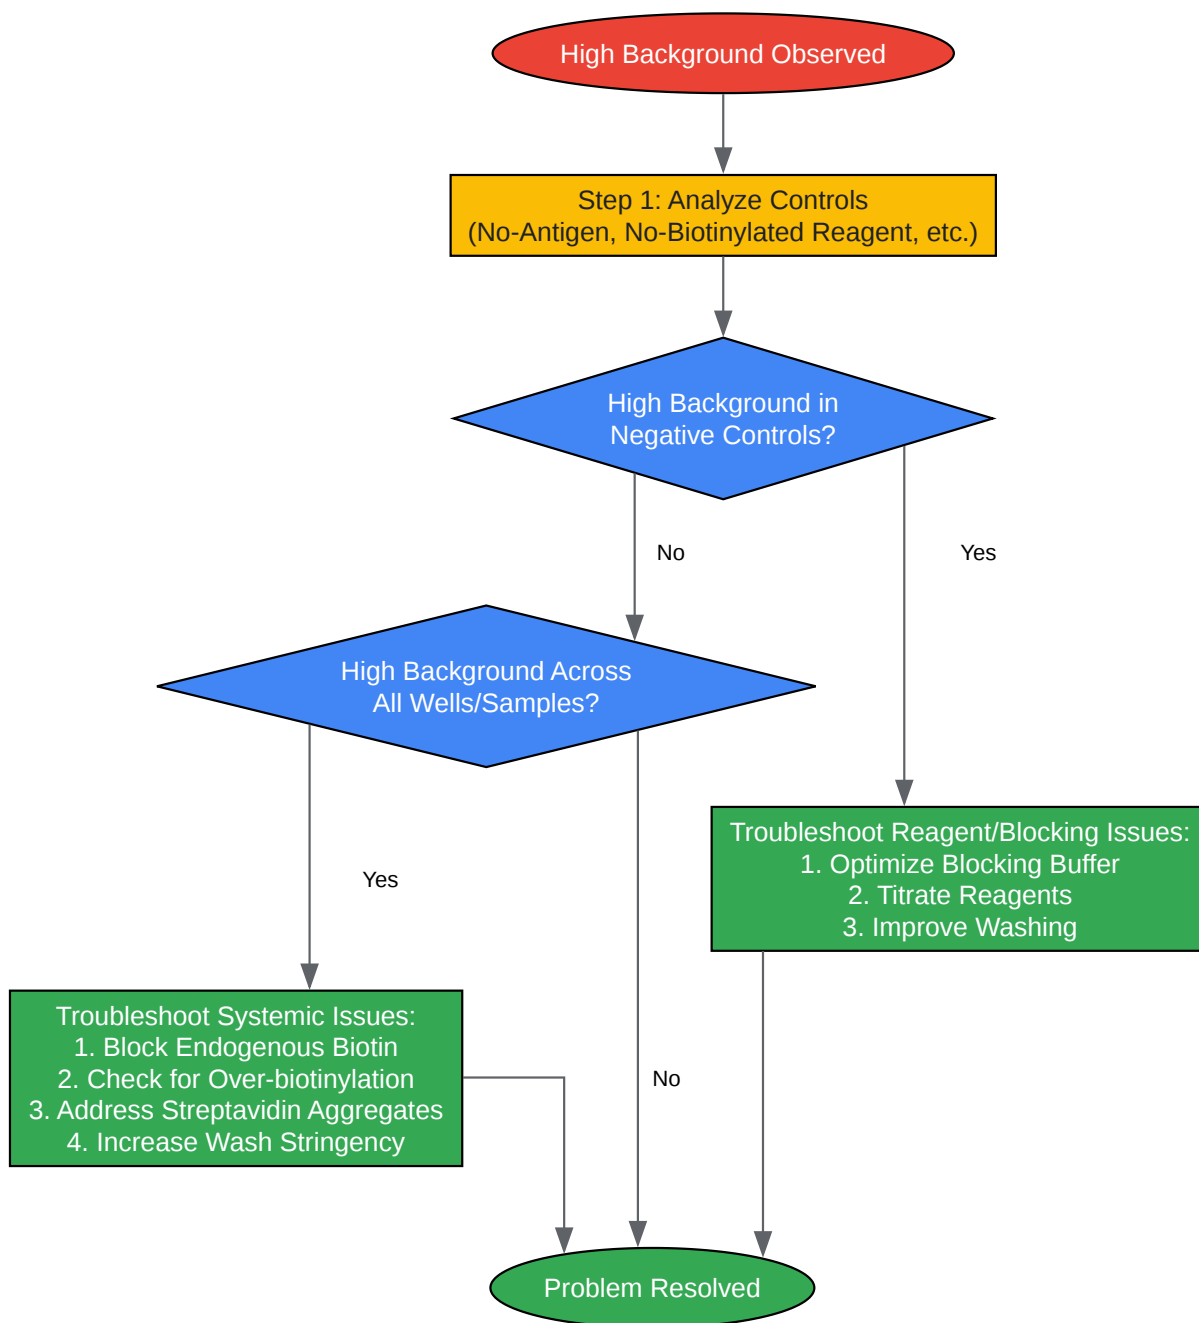 High Background Observed
Step 1: Analyze Controls
(No-Antigen, No-Biotinylated Reagent, etc.)
High Background in
Negative Controls?
No
Yes
High Background Across
All Wells/Samples?
Troubleshoot Reagent/Blocking Issues:
1. Optimize Blocking Buffer
2. Titrate Reagents
3. Improve Washing
Yes
Troubleshoot Systemic Issues:
1. Block Endogenous Biotin
2. Check for Over-biotinylation
3. Address Streptavidin Aggregates
4. Increase Wash Stringency
No
Problem Resolved